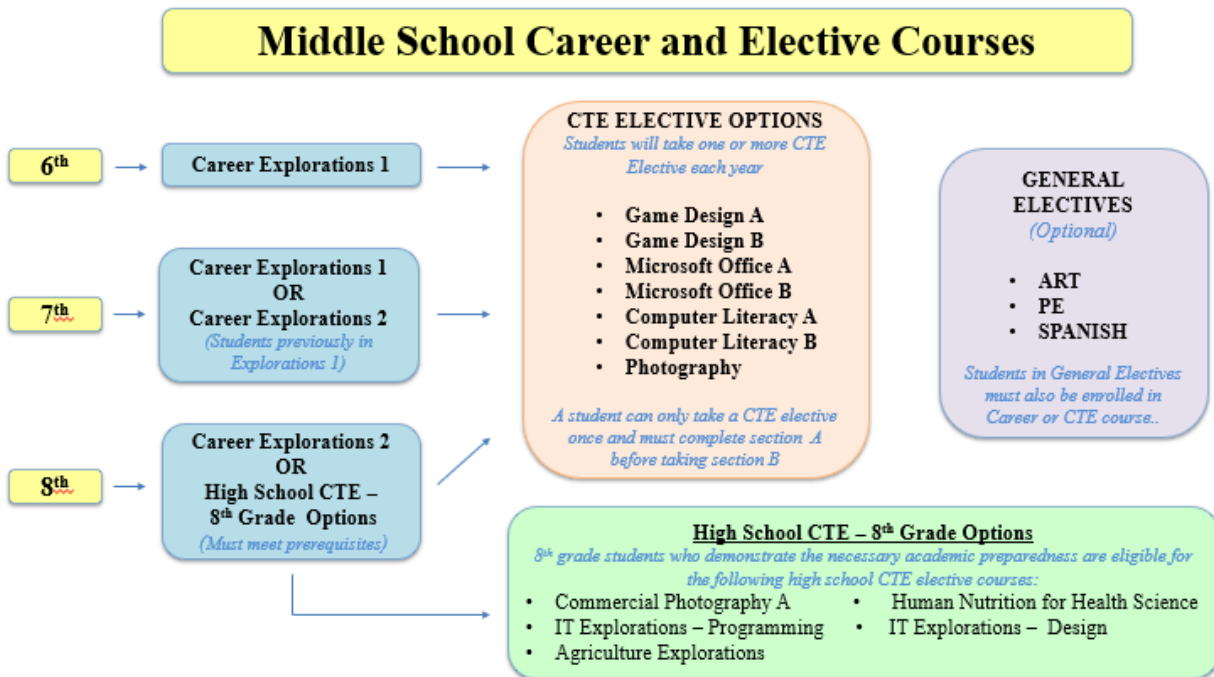 Middle School Career and Elective Courses
6th
Career Explorations 1
7th
Career Explorations 1
OR
Career Explorations 2
(Students previously in
Explorations 1)
8th
Career Explorations 2
OR
High School CTE –
8th Grade Options
(Must meet prerequisites)
CTE ELECTIVE OPTIONS
Students will take one or more CTE
Elective each year
• Game Design A
• Game Design B
• Microsoft Office A
• Microsoft Office B
• Computer Literacy A
• Computer Literacy B
• Photography
A student can only take a CTE elective
once and must complete section A
before taking section B
GENERAL
ELECTIVES
(Optional)
• ART
• PE
• SPANISH
Students in General Electives
must also be enrolled in
Career or CTE course..
High School CTE – 8th Grade Options
8th grade students who demonstrate the necessary academic preparedness are eligible for
the following high school CTE elective courses:
• Commercial Photography A
• IT Explorations – Programming
• Agriculture Explorations
• Human Nutrition for Health Science
• IT Explorations – Design